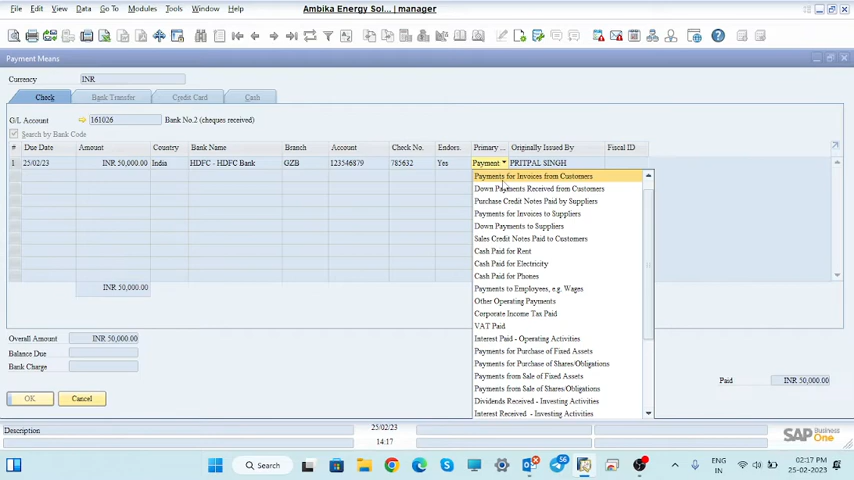 File Edit View Data Go To Modules Tools Window Help
Ambika Energy Sol... | manager
Payment Means
Currency INR
Check Bank Transfer Credit Card Cash
G/L Account 161026 Bank No.2 (cheques received)
Search by Bank Code
# Due Date Amount Country Bank Name Branch Account Check No. Endors. Primary ... Originally Issued By Fiscal ID
1 25/02/23 INR 50,000.00 India HDFC - HDFC Bank GZB 123546879 785632 Yes Payment PRITPAL SINGH
Payments for Invoices from Customers
Down Payments Received from Customers
Purchase Credit Notes Paid by Suppliers
Payments for Invoices to Suppliers
Down Payments to Suppliers
Sales Credit Notes Paid to Customers
Cash Paid for Rent
Cash Paid for Electricity
Cash Paid for Phones
Payments to Employees, e.g. Wages
Other Operating Payments
Corporate Income Tax Paid
VAT Paid
Interest Paid - Operating Activities
Payments for Purchase of Fixed Assets
Payments for Purchase of Shares/Obligations
Payments from Sale of Fixed Assets
Payments from Sale of Shares/Obligations
Dividends Received - Investing Activities
Interest Received - Investing Activities
INR 50,000.00
Overall Amount INR 50,000.00
Balance Due
Bank Charge
Paid INR 50,000.00
OK Cancel
Description
25/02/23
14:17
SAP Business One
Search
56
ENG
IN
02:17 PM
25-02-2023